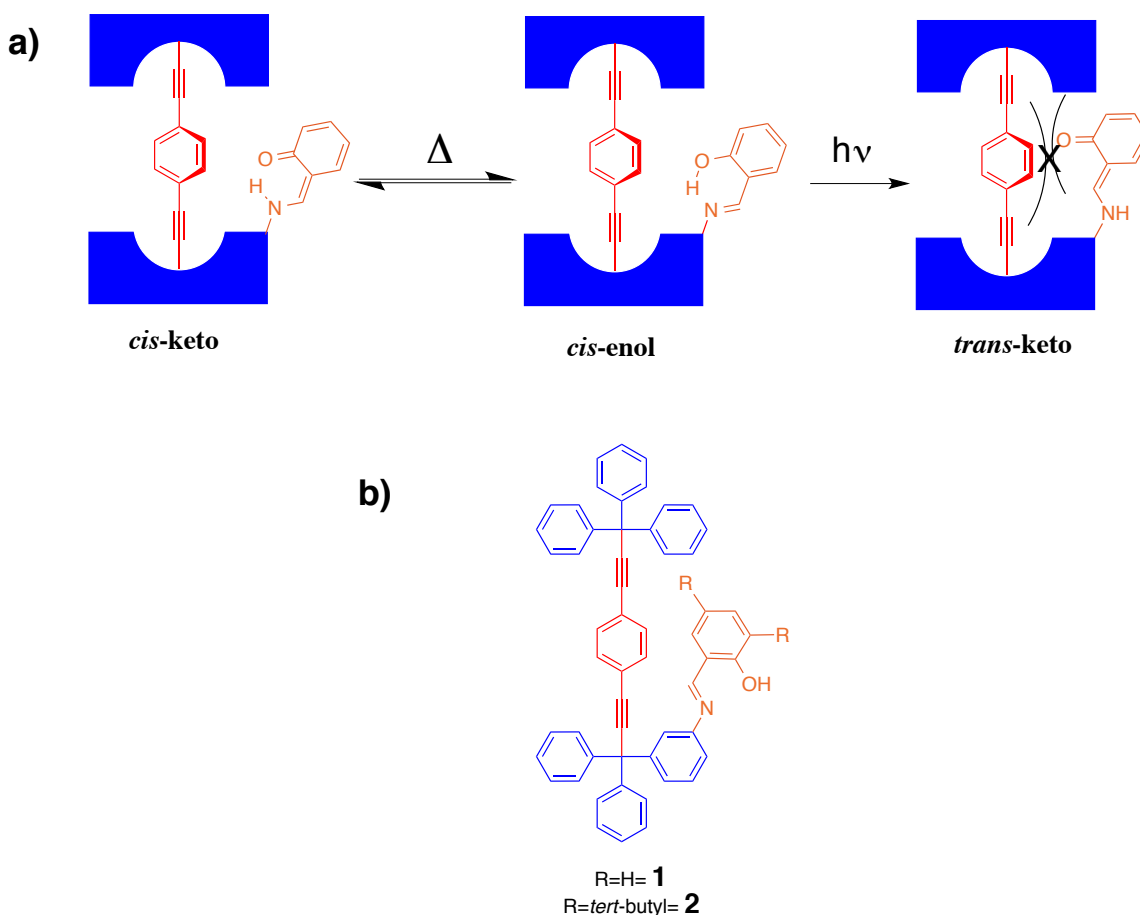 a)
Δ
hν
O
H
N
O
H
N
X
O
NH
cis-keto
cis-enol
trans-keto
b)
R
R
OH
N
R=H= 1
R=tert-butyl= 2